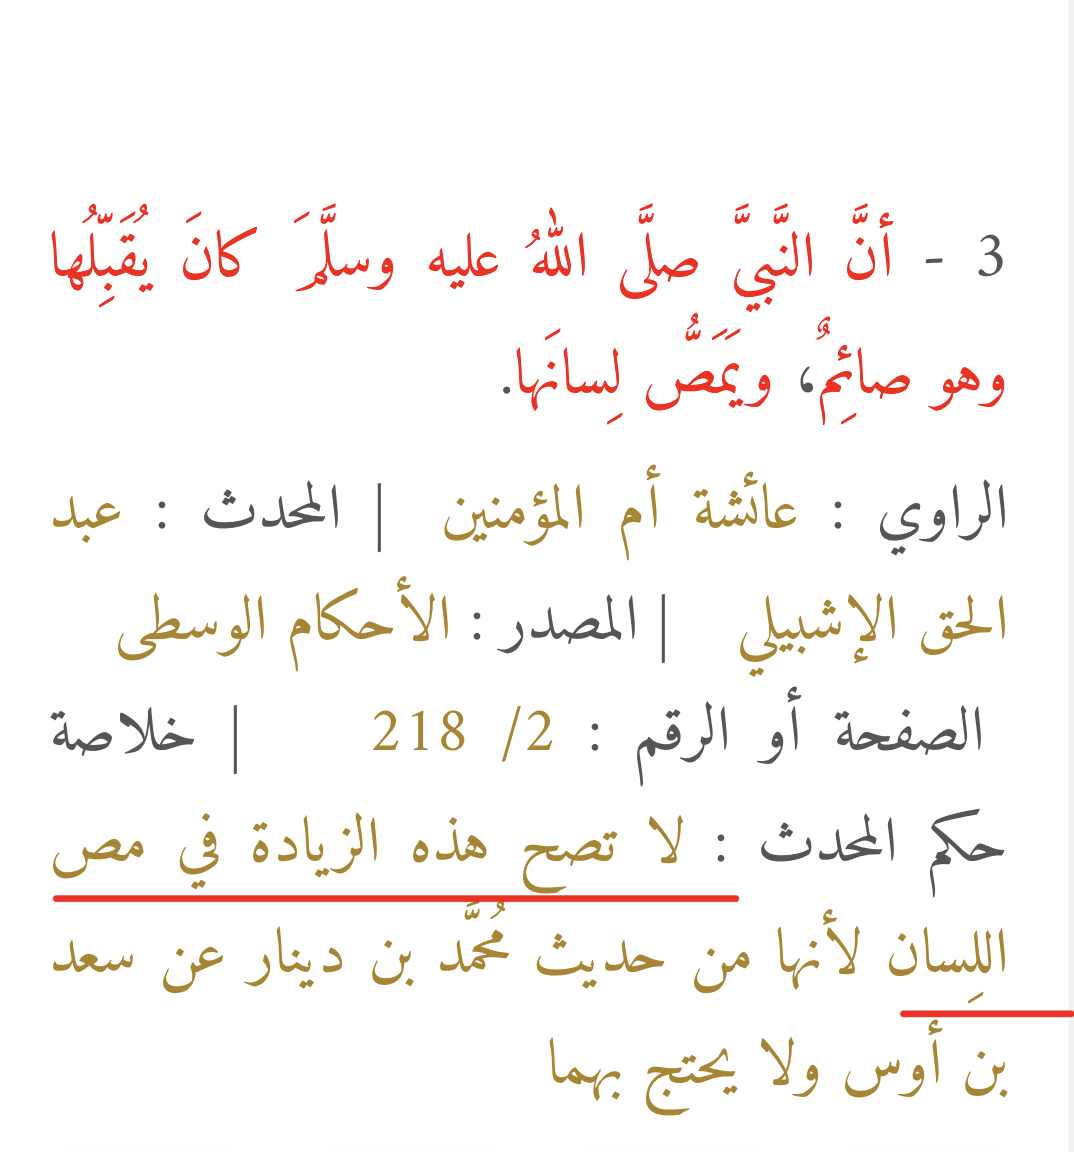 3 - أنَّ النَّبيَّ صلَّى اللهُ عليه وسلَّمَ كانَ يُقَبِّلُها
وهو صائِمٌ، ويَمَصُّ لِسانَها.
الراوي : عائشة أم المؤمنين | المحدث : عبد
الحق الإشبيلي | المصدر : الأحكام الوسطى
الصفحة أو الرقم : 2/ 218 | خلاصة
حكم المحدث : لا تصح هذه الزيادة في مص
اللِسان لأنها من حديث مُحمَّد بن دينار عن سعد
بن أوس ولا يحتج بهما